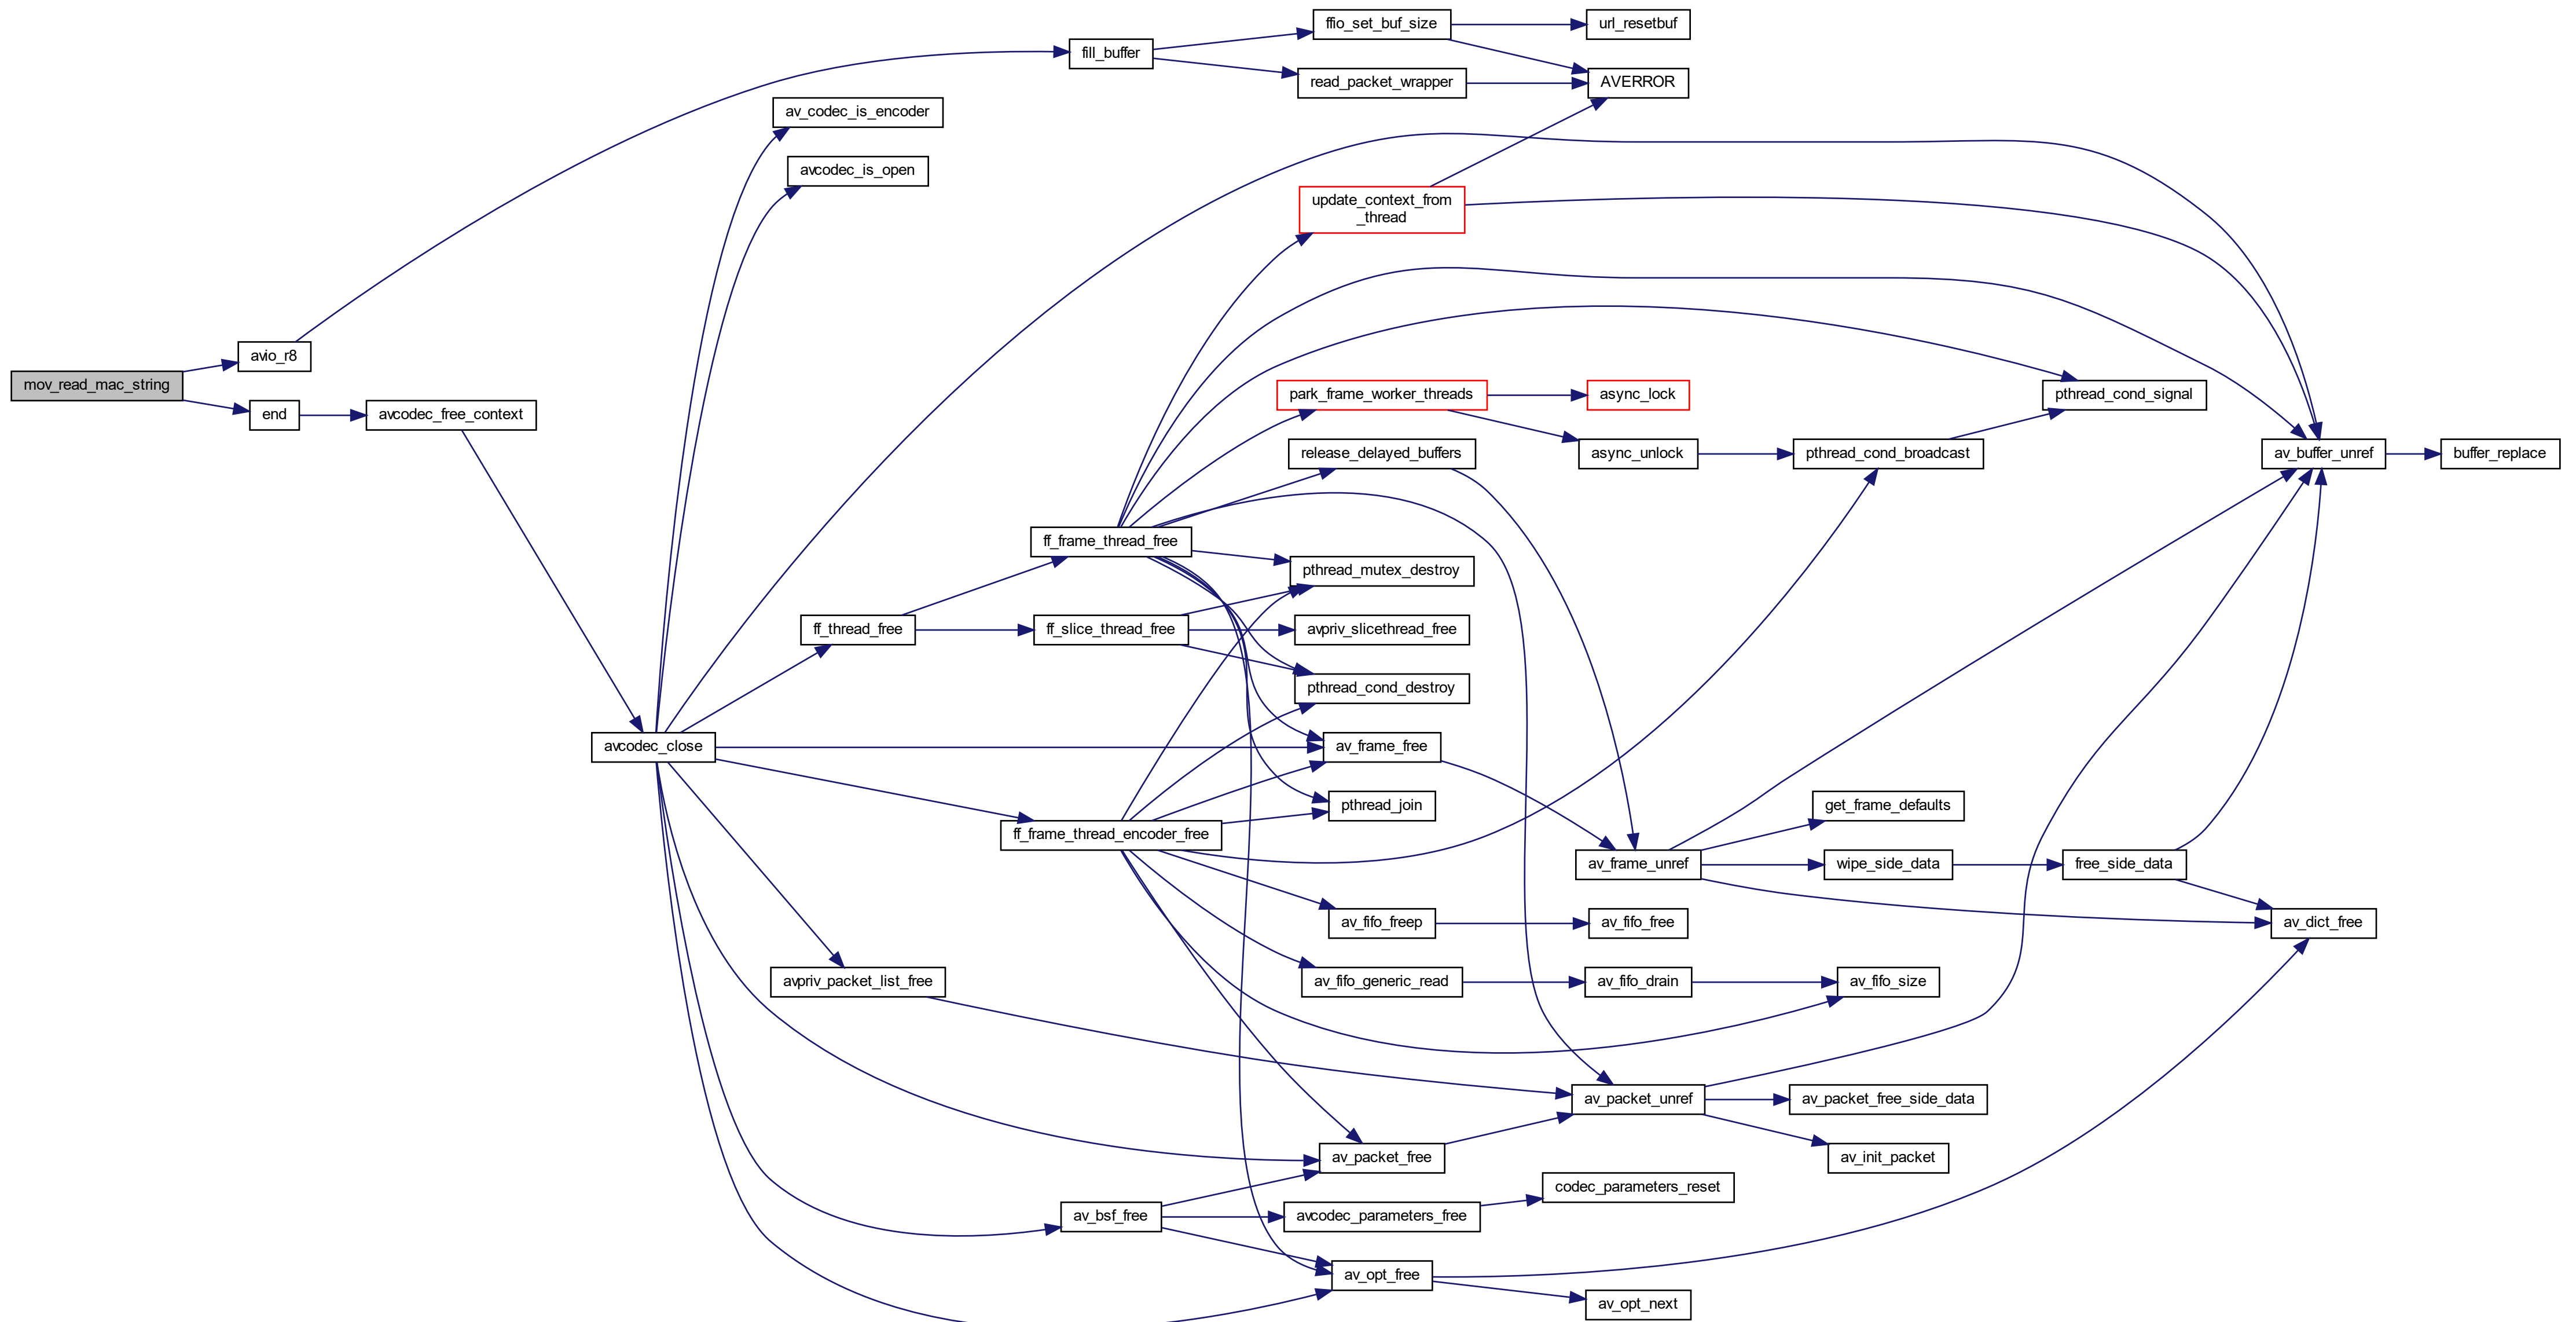 ffio_set_buf_size
url_resetbuf
fill_buffer
read_packet_wrapper
AVERROR
av_codec_is_encoder
avcodec_is_open
update_context_from
_thread
avio_r8
mov_read_mac_string
end
avcodec_free_context
park_frame_worker_threads
async_lock
pthread_cond_signal
release_delayed_buffers
async_unlock
pthread_cond_broadcast
av_buffer_unref
buffer_replace
ff_frame_thread_free
pthread_mutex_destroy
ff_thread_free
ff_slice_thread_free
avpriv_slicethread_free
pthread_cond_destroy
avcodec_close
av_frame_free
pthread_join
get_frame_defaults
ff_frame_thread_encoder_free
av_frame_unref
wipe_side_data
free_side_data
av_fifo_freep
av_fifo_free
av_dict_free
avpriv_packet_list_free
av_fifo_generic_read
av_fifo_drain
av_fifo_size
av_packet_unref
av_packet_free_side_data
av_packet_free
av_init_packet
codec_parameters_reset
av_bsf_free
avcodec_parameters_free
av_opt_free
av_opt_next